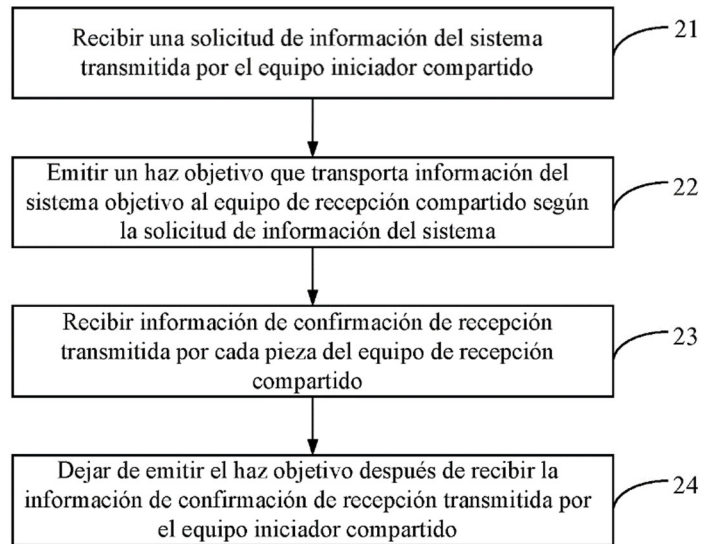 Recibir una solicitud de información del sistema
transmitida por el equipo iniciador compartido
21
Emitir un haz objetivo que transporta información del
sistema objetivo al equipo de recepción compartido según
la solicitud de información del sistema
22
Recibir información de confirmación de recepción
transmitida por cada pieza del equipo de recepción
compartido
23
Dejar de emitir el haz objetivo después de recibir la
información de confirmación de recepción transmitida por
el equipo iniciador compartido
24